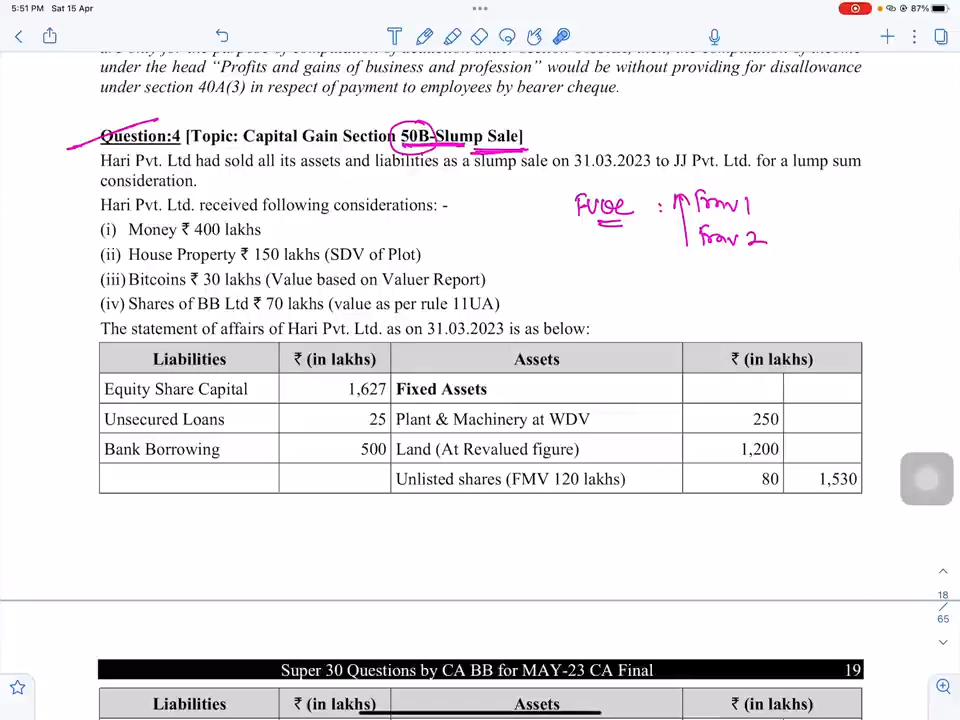 5:51 PM Sat 15 Apr
87%
under the head “Profits and gains of business and profession” would be without providing for disallowance
under section 40A(3) in respect of payment to employees by bearer cheque.
Question:4 [Topic: Capital Gain Section 50B-Slump Sale]
Hari Pvt. Ltd had sold all its assets and liabilities as a slump sale on 31.03.2023 to JJ Pvt. Ltd. for a lump sum
consideration.
Hari Pvt. Ltd. received following considerations: -
FVOC : Fmv 1
Fmv 2
(i) Money ₹ 400 lakhs
(ii) House Property ₹ 150 lakhs (SDV of Plot)
(iii) Bitcoins ₹ 30 lakhs (Value based on Valuer Report)
(iv) Shares of BB Ltd ₹ 70 lakhs (value as per rule 11UA)
The statement of affairs of Hari Pvt. Ltd. as on 31.03.2023 is as below:
Liabilities ₹ (in lakhs) Assets ₹ (in lakhs)
Equity Share Capital 1,627 Fixed Assets
Unsecured Loans 25 Plant & Machinery at WDV 250
Bank Borrowing 500 Land (At Revalued figure) 1,200
Unlisted shares (FMV 120 lakhs) 80 1,530
18
/
65
Super 30 Questions by CA BB for MAY-23 CA Final 19
Liabilities ₹ (in lakhs) Assets ₹ (in lakhs)